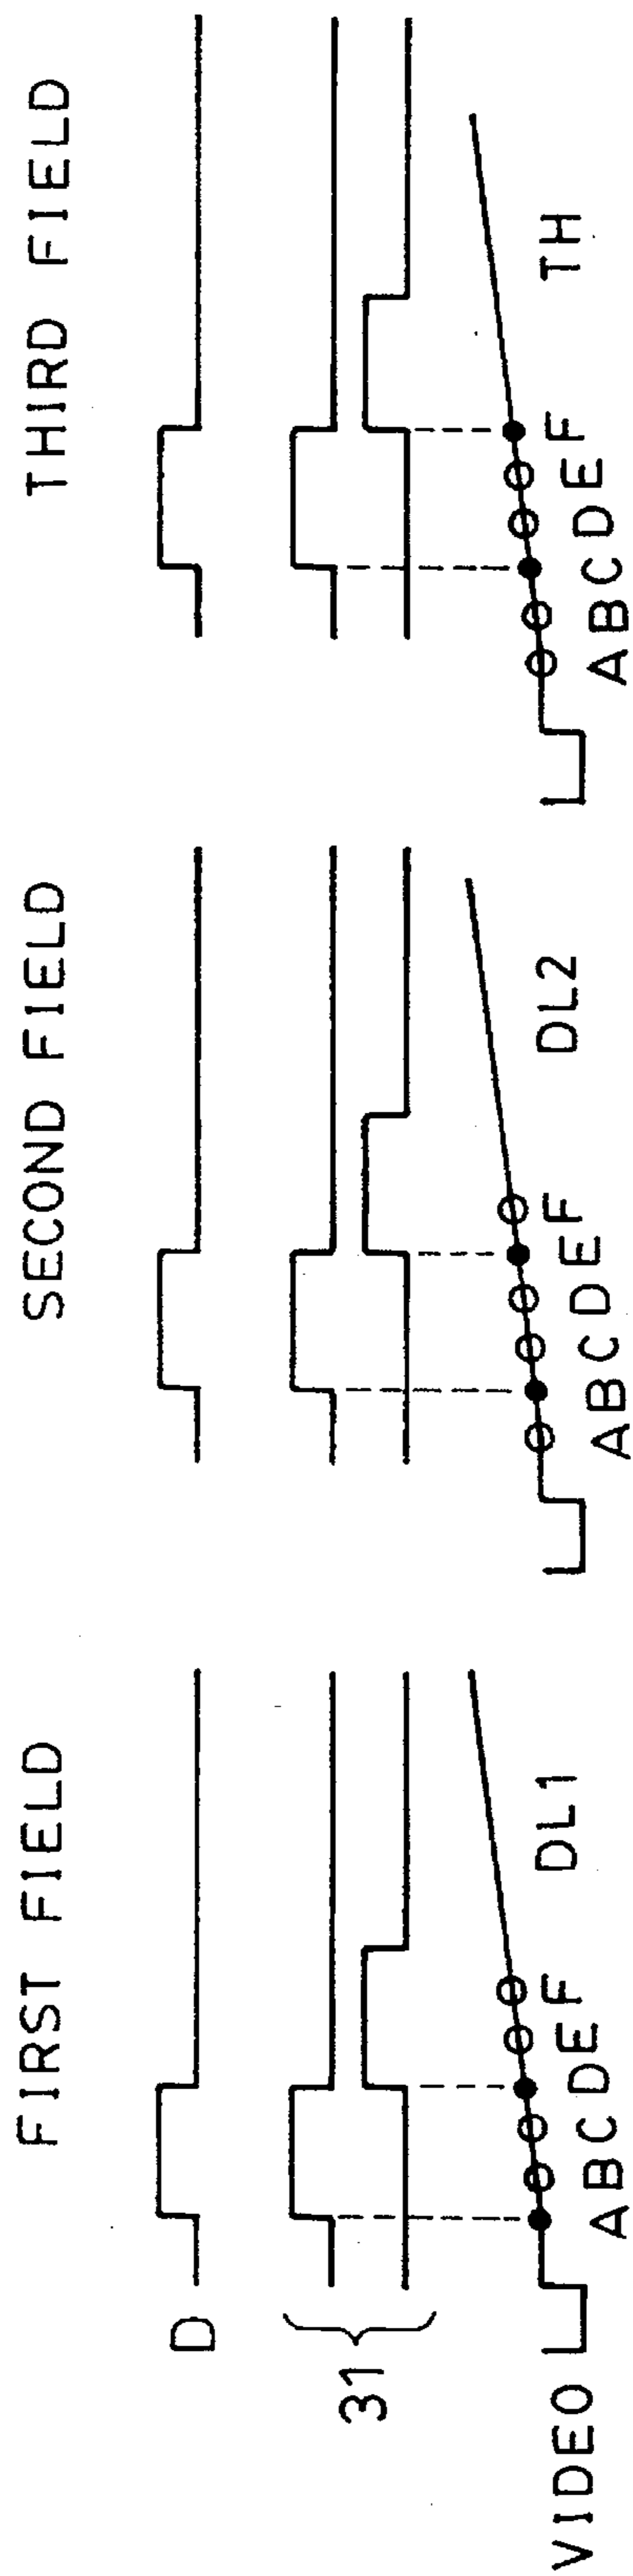 FIRST FIELD
SECOND FIELD
THIRD FIELD
D
31
VIDEO
A B C D E F
DL1
A B C D E F
DL2
A B C D E F
TH